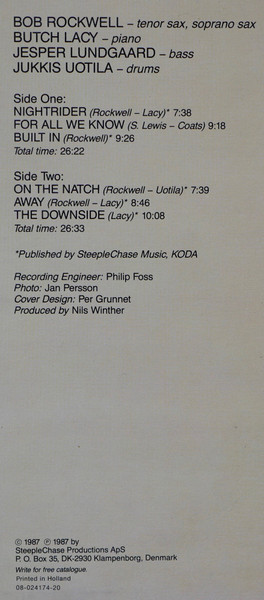 BOB ROCKWELL – tenor sax, soprano sax
BUTCH LACY – piano
JESPER LUNDGAARD – bass
JUKKIS UOTILA – drums
Side One:
NIGHTRIDER (Rockwell – Lacy)* 7:38
FOR ALL WE KNOW (S. Lewis – Coats) 9:18
BUILT IN (Rockwell)* 9:26
Total time: 26:22
Side Two:
ON THE NATCH (Rockwell – Uotila)* 7:39
AWAY (Rockwell – Lacy)* 8:46
THE DOWNSIDE (Lacy)* 10:08
Total time: 26:33
*Published by SteepleChase Music, KODA
Recording Engineer: Philip Foss
Photo: Jan Persson
Cover Design: Per Grunnet
Produced by Nils Winther
© 1987 ℗ 1987 by
SteepleChase Productions ApS
P. O. Box 35, DK-2930 Klampenborg, Denmark
Write for free catalogue.
Printed in Holland
08-024174-20